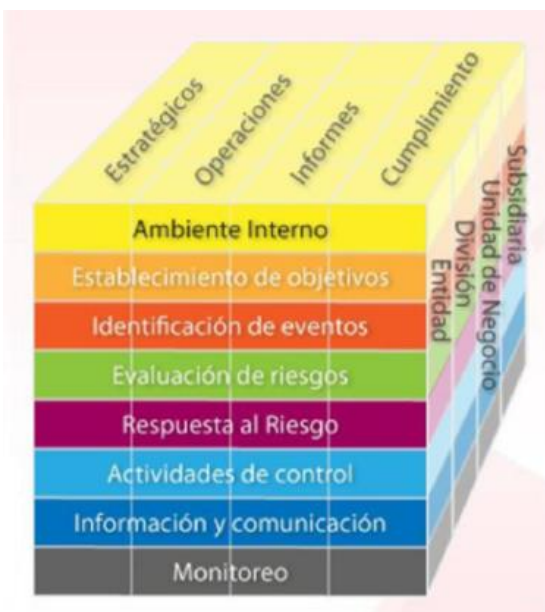 Estratégicos
Operaciones
Informes
Cumplimiento
Ambiente Interno
Establecimiento de objetivos
Identificación de eventos
Evaluación de riesgos
Respuesta al Riesgo
Actividades de control
Información y comunicación
Monitoreo
Entidad
División
Unidad de Negocio
Subsidiaria